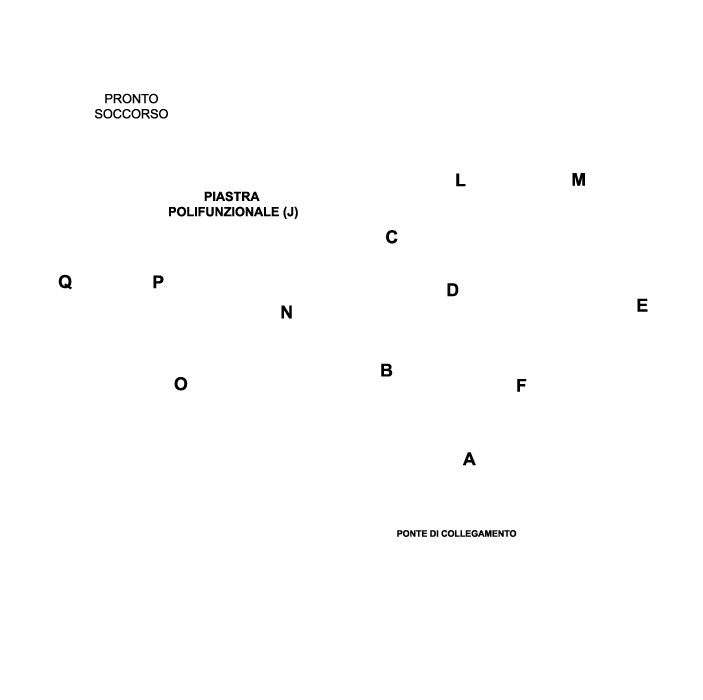 PRONTO
SOCCORSO
L
M
PIASTRA
POLIFUNZIONALE (J)
C
Q
P
D
E
N
B
O
F
A
PONTE DI COLLEGAMENTO